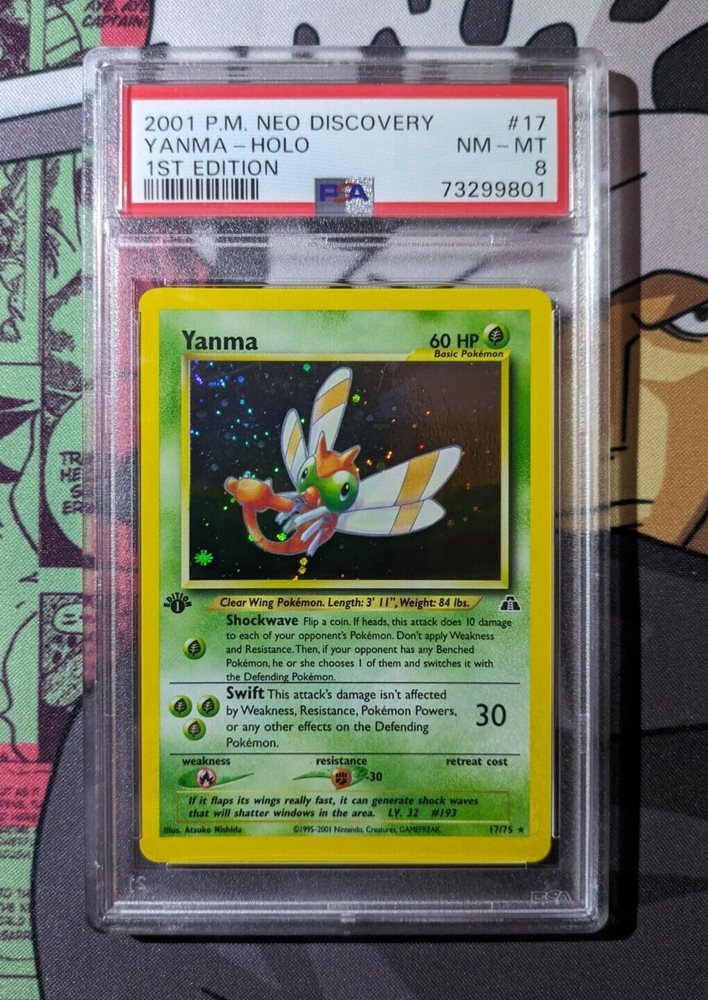 AYE, AYE
CAPTAIN
2001 P.M. NEO DISCOVERY #17
YANMA – HOLO NM – MT
1ST EDITION 8
PSA 73299801
Yanma 60 HP
Basic Pokémon
EDITION 1
Clear Wing Pokémon. Length: 3' 11", Weight: 84 lbs.
Shockwave Flip a coin. If heads, this attack does 10 damage
to each of your opponent's Pokémon. Don't apply Weakness
and Resistance. Then, if your opponent has any Benched
Pokémon, he or she chooses 1 of them and switches it with
the Defending Pokémon.
Swift This attack's damage isn't affected
by Weakness, Resistance, Pokémon Powers, 30
or any other effects on the Defending
Pokémon.
weakness resistance retreat cost
-30
If it flaps its wings really fast, it can generate shock waves
that will shatter windows in the area. LV. 32 #193
Illus. Atsuko Nishida ©1995-2001 Nintendo, Creatures, GAMEFREAK. 17/75 ★
PSA